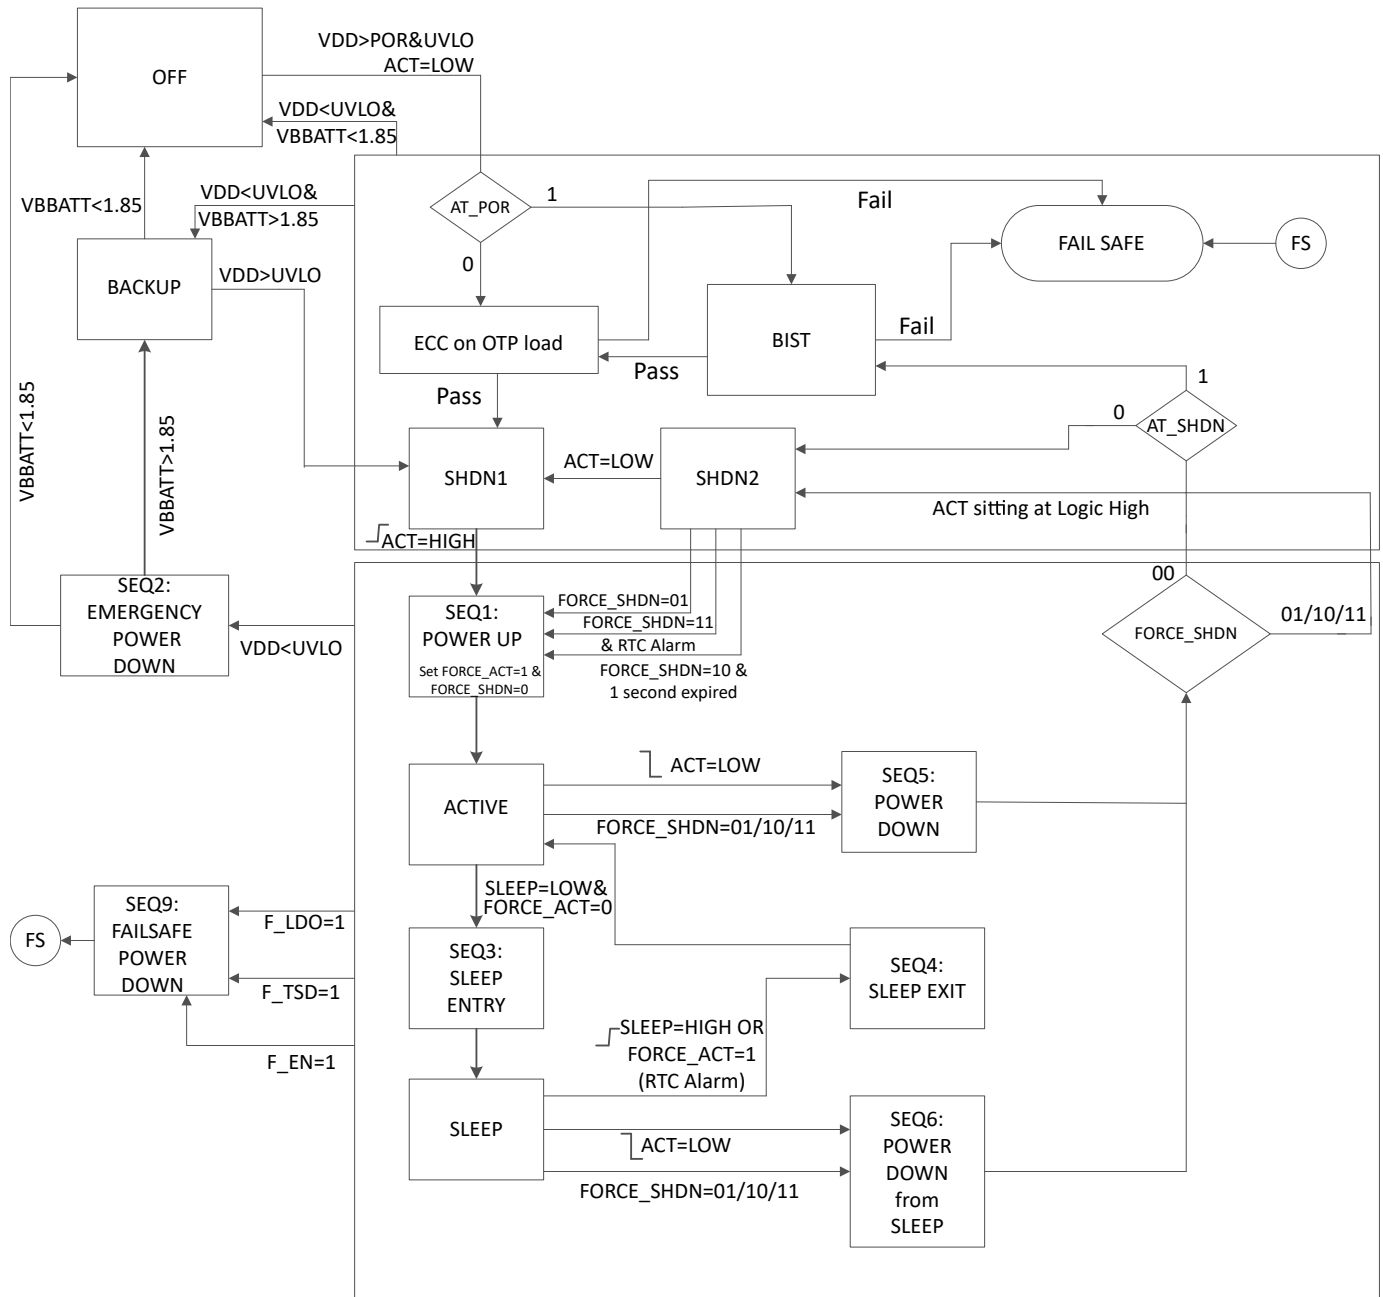 VDD>POR&UVLO
ACT=LOW
OFF
VDD<UVLO&
VBBATT<1.85
VBBATT<1.85
VDD<UVLO&
VBBATT>1.85
AT_POR
1
0
Fail
FAIL SAFE
FS
BACKUP
VDD>UVLO
ECC on OTP load
BIST
Fail
Pass
Pass
1
0
AT_SHDN
VBBATT<1.85
VBBATT>1.85
SHDN1
ACT=LOW
SHDN2
ACT sitting at Logic High
ACT=HIGH
SEQ2:
EMERGENCY
POWER
DOWN
VDD<UVLO
SEQ1:
POWER UP
Set FORCE_ACT=1 &
FORCE_SHDN=0
FORCE_SHDN=01
FORCE_SHDN=11
& RTC Alarm
FORCE_SHDN=10 &
1 second expired
00
FORCE_SHDN
01/10/11
ACTIVE
ACT=LOW
FORCE_SHDN=01/10/11
SEQ5:
POWER
DOWN
SLEEP=LOW&
FORCE_ACT=0
SEQ9:
FAILSAFE
POWER
DOWN
FS
F_LDO=1
F_TSD=1
F_EN=1
SEQ3:
SLEEP
ENTRY
SEQ4:
SLEEP EXIT
SLEEP=HIGH OR
FORCE_ACT=1
(RTC Alarm)
SLEEP
ACT=LOW
FORCE_SHDN=01/10/11
SEQ6:
POWER
DOWN
from
SLEEP